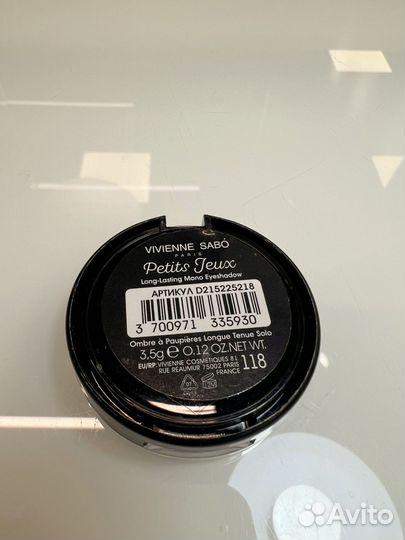 VIVIENNE SABÓ
PARIS
Petits Jeux
Long-Lasting Mono Eyeshadow
АРТИКУЛ D215225218
3 700971 335930
Ombre à Paupières Longue Tenue Solo
3,5g e 0.12 OZ.NET WT.
EU/RP: VIVIENNE COSMETIQUES 81
RUE REAUMUR 75002 PARIS
FRANCE
118
Avito